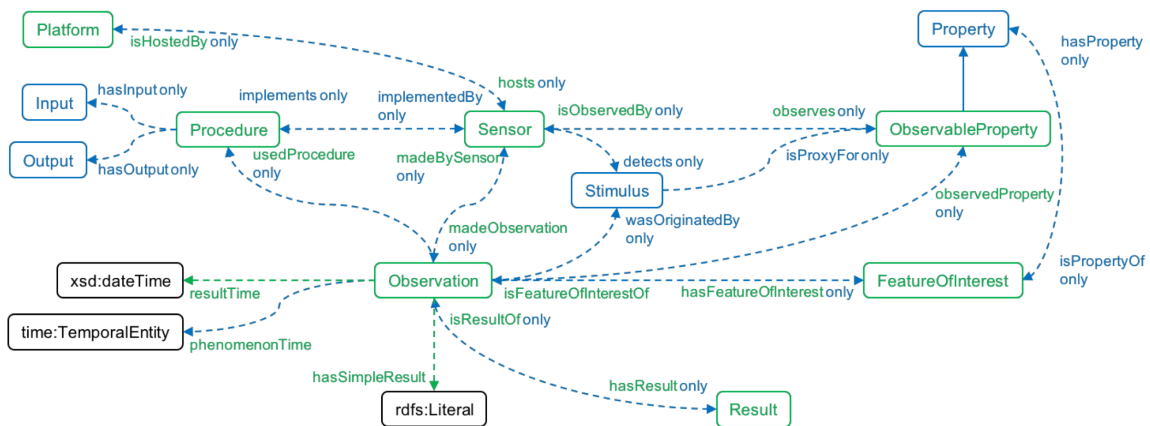 Platform
Property
isHostedBy only
hasProperty
only
hasInput only
hosts only
Input
implements only
implementedBy
only
isObservedBy only
observes only
Procedure
Sensor
ObservableProperty
Output
hasOutput only
usedProcedure
only
madeBySensor
only
detects only
isProxyFor only
Stimulus
observedProperty
only
madeObservation
only
wasOriginatedBy
only
xsd:dateTime
resultTime
Observation
isFeatureOfInterestOf
hasFeatureOfInterest only
FeatureOfInterest
isPropertyOf
only
time:TemporalEntity
phenomenonTime
isResultOf only
hasSimpleResult
hasResult only
rdfs:Literal
Result